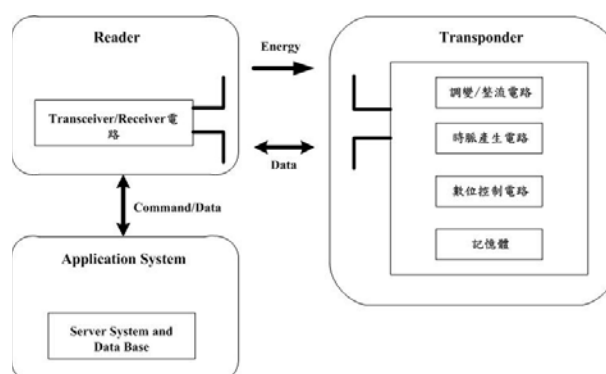 Reader
Transceiver/Receiver電
路
Energy
Data
Transponder
調變/整流電路
時脈產生電路
數位控制電路
記憶體
Command/Data
Application System
Server System and
Data Base